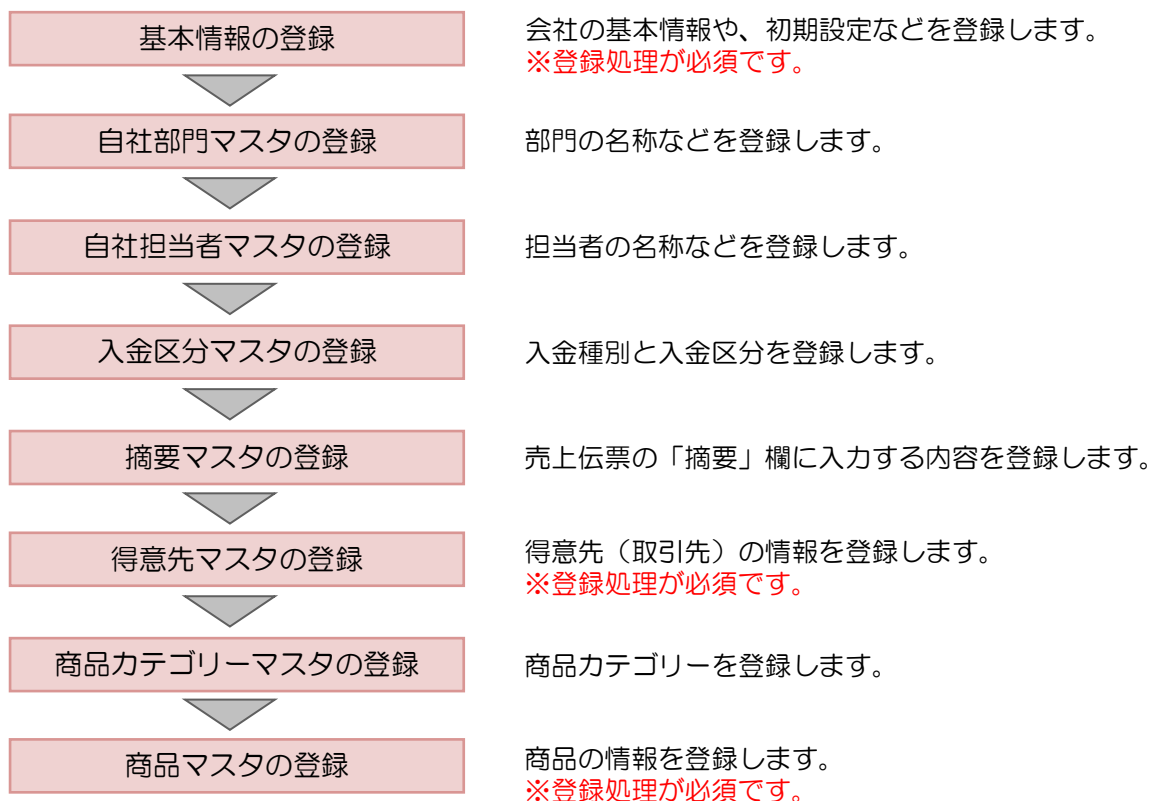 基本情報の登録
会社の基本情報や、初期設定などを登録します。
※登録処理が必須です。
自社部門マスタの登録
部門の名称などを登録します。
自社担当者マスタの登録
担当者の名称などを登録します。
入金区分マスタの登録
入金種別と入金区分を登録します。
摘要マスタの登録
売上伝票の「摘要」欄に入力する内容を登録します。
得意先マスタの登録
得意先（取引先）の情報を登録します。
※登録処理が必須です。
商品カテゴリーマスタの登録
商品カテゴリーを登録します。
商品マスタの登録
商品の情報を登録します。
※登録処理が必須です。